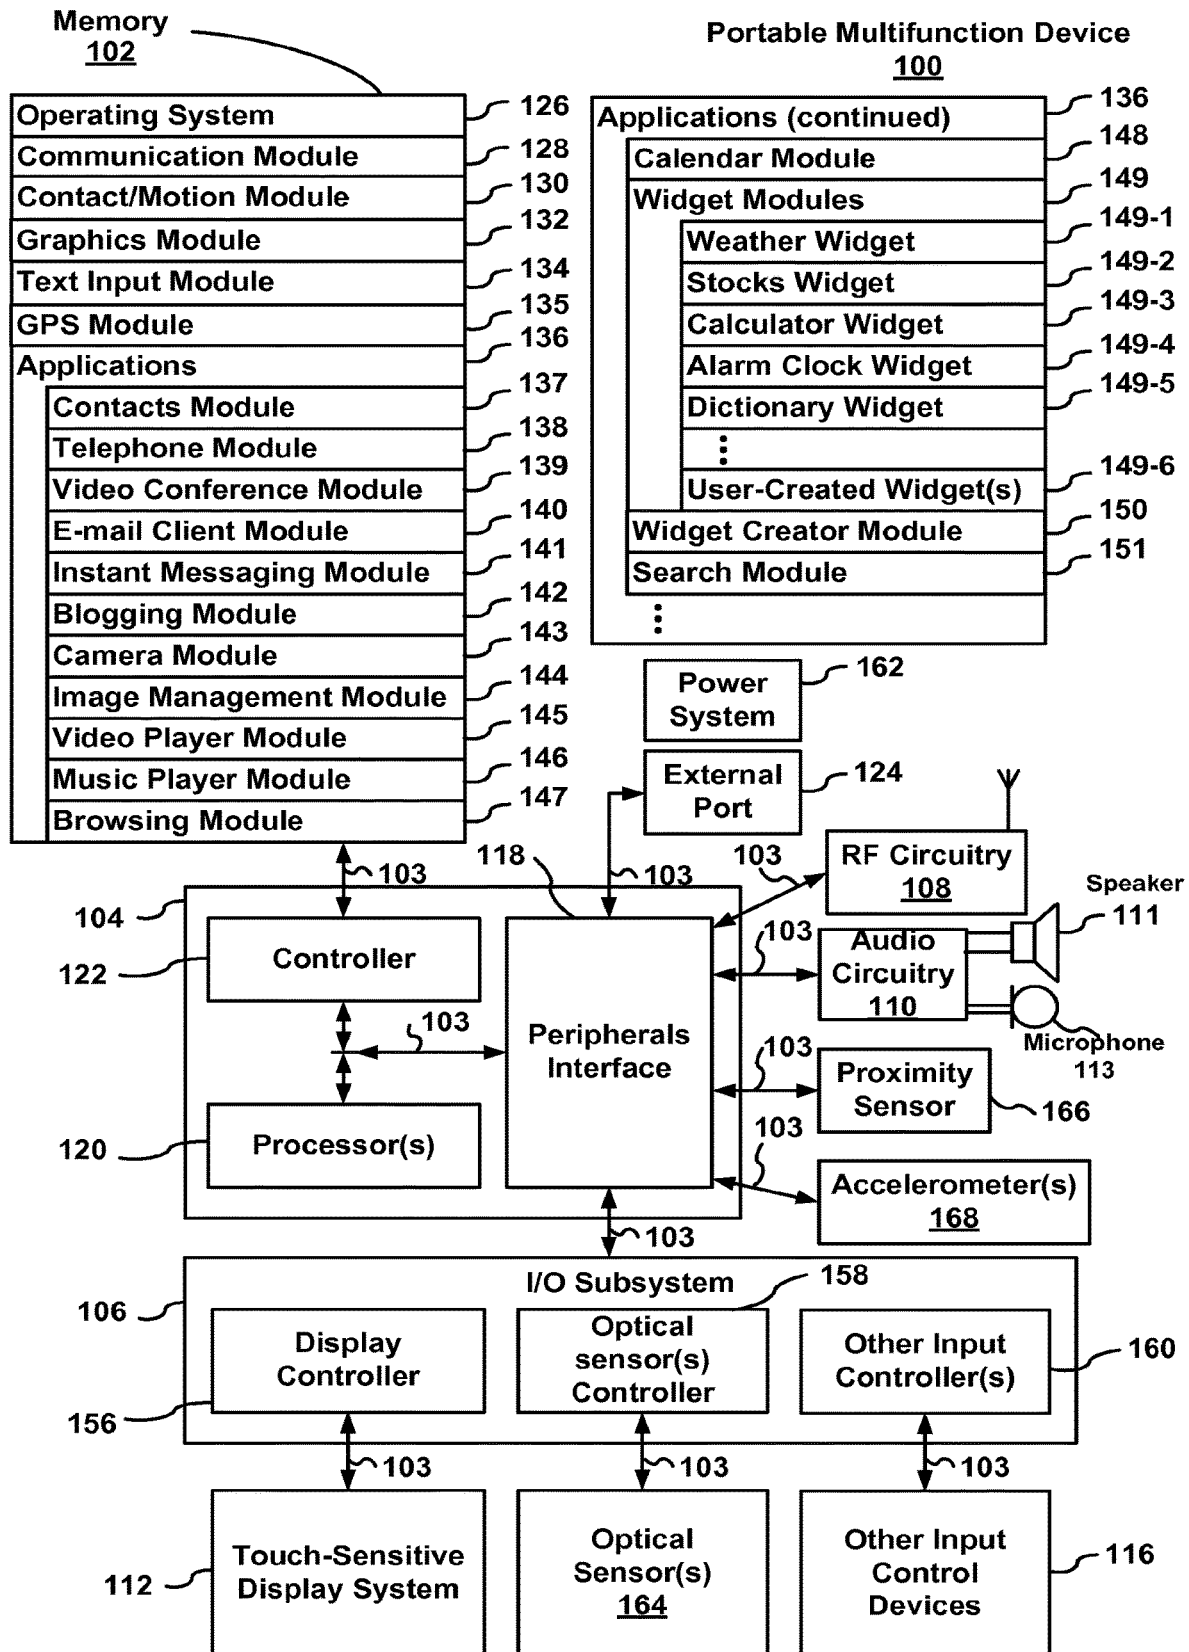 Memory
102
Portable Multifunction Device
100
Operating System
126
Communication Module
128
Contact/Motion Module
130
Graphics Module
132
Text Input Module
134
GPS Module
135
Applications
136
Contacts Module
137
Telephone Module
138
Video Conference Module
139
E-mail Client Module
140
Instant Messaging Module
141
Blogging Module
142
Camera Module
143
Image Management Module
144
Video Player Module
145
Music Player Module
146
Browsing Module
147
Applications (continued)
136
Calendar Module
148
Widget Modules
149
Weather Widget
149-1
Stocks Widget
149-2
Calculator Widget
149-3
Alarm Clock Widget
149-4
Dictionary Widget
149-5
User-Created Widget(s)
149-6
Widget Creator Module
150
Search Module
151
Power
System
162
External
Port
124
103
118
103
103
RF Circuitry
108
Speaker
111
104
Controller
122
103
Audio
Circuitry
110
Microphone
113
103
Peripherals
Interface
103
Proximity
Sensor
166
Processor(s)
120
103
Accelerometer(s)
168
103
I/O Subsystem
158
106
Display
Controller
156
Optical
sensor(s)
Controller
Other Input
Controller(s)
160
103
103
103
Touch-Sensitive
Display System
112
Optical
Sensor(s)
164
Other Input
Control
Devices
116